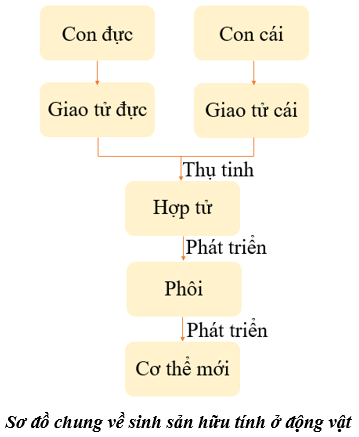 Con đực
Con cái
Giao tử đực
Giao tử cái
Thụ tinh
Hợp tử
Phát triển
Phôi
Phát triển
Cơ thể mới
Sơ đồ chung về sinh sản hữu tính ở động vật